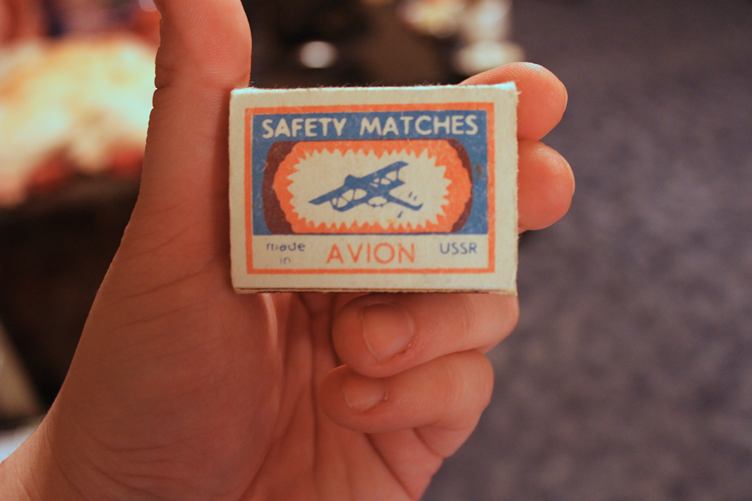 SAFETY MATCHES
made in
AVION
USSR